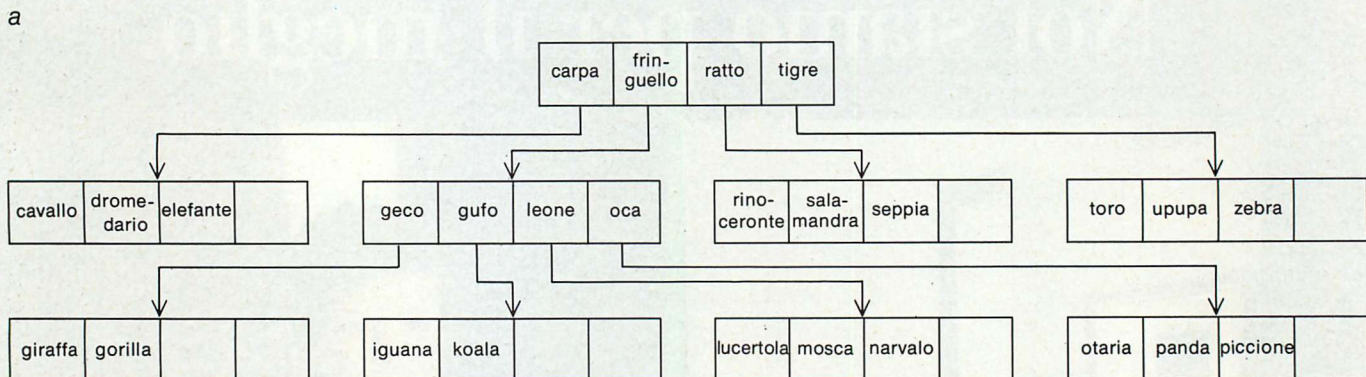 a
carpa
frin-
guello
ratto
tigre
cavallo
drome-
dario
elefante
geco
gufo
leone
oca
rino-
ceronte
sala-
mandra
seppia
toro
upupa
zebra
giraffa
gorilla
iguana
koala
lucertola
mosca
narvalo
otaria
panda
piccione